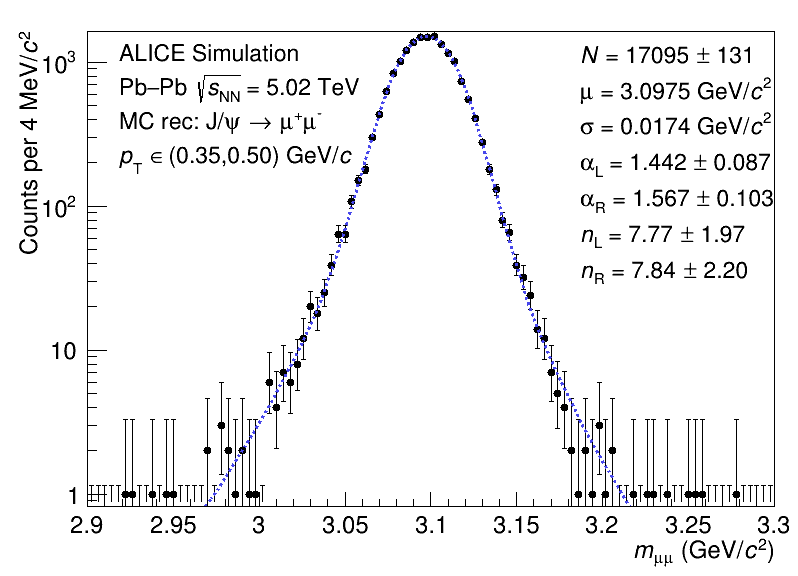 Counts per 4 MeV/c²
ALICE Simulation
Pb–Pb √sNN = 5.02 TeV
MC rec: J/ψ → μ⁺μ⁻
pT ∈ (0.35,0.50) GeV/c
N = 17095 ± 131
μ = 3.0975 GeV/c²
σ = 0.0174 GeV/c²
αL = 1.442 ± 0.087
αR = 1.567 ± 0.103
nL = 7.77 ± 1.97
nR = 7.84 ± 2.20
10³
10²
10
1
2.9 2.95 3 3.05 3.1 3.15 3.2 3.25 3.3
mμμ (GeV/c²)